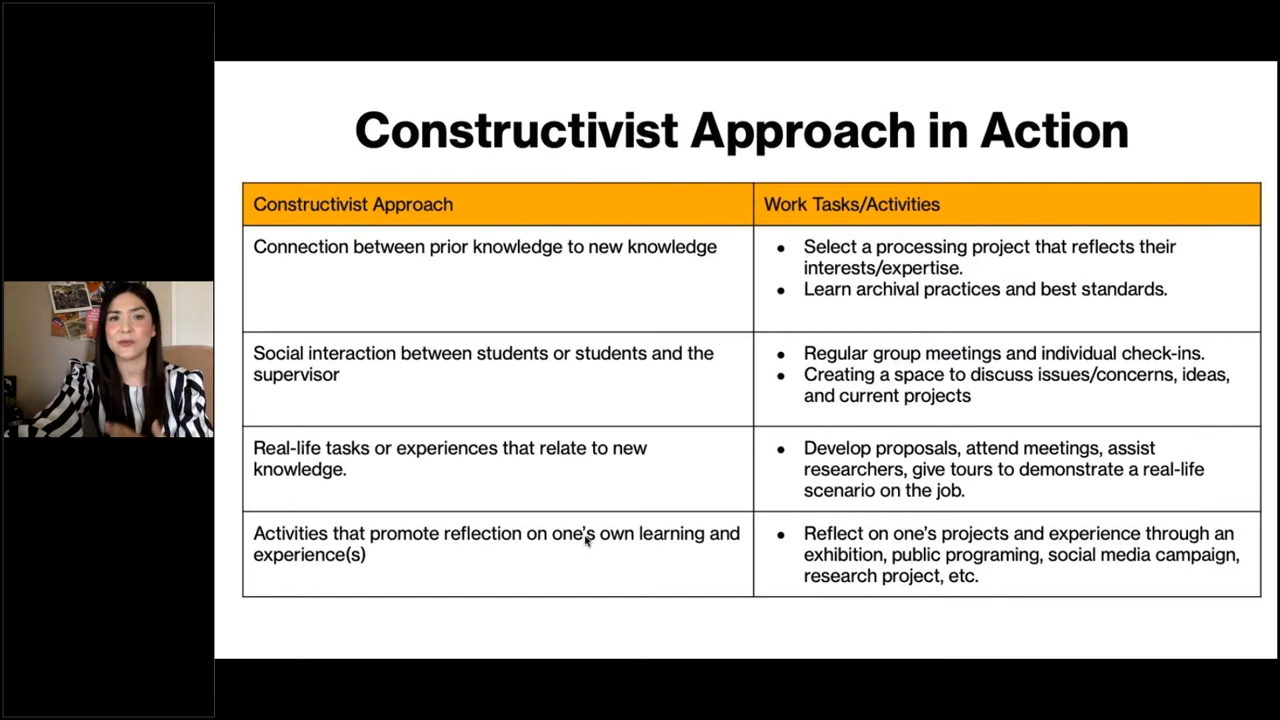 Constructivist Approach in Action
Constructivist Approach
Work Tasks/Activities
Connection between prior knowledge to new knowledge
● Select a processing project that reflects their
interests/expertise.
● Learn archival practices and best standards.
Social interaction between students or students and the
supervisor
● Regular group meetings and individual check-ins.
● Creating a space to discuss issues/concerns, ideas,
and current projects
Real-life tasks or experiences that relate to new
knowledge.
● Develop proposals, attend meetings, assist
researchers, give tours to demonstrate a real-life
scenario on the job.
Activities that promote reflection on one's own learning and
experience(s)
● Reflect on one's projects and experience through an
exhibition, public programing, social media campaign,
research project, etc.